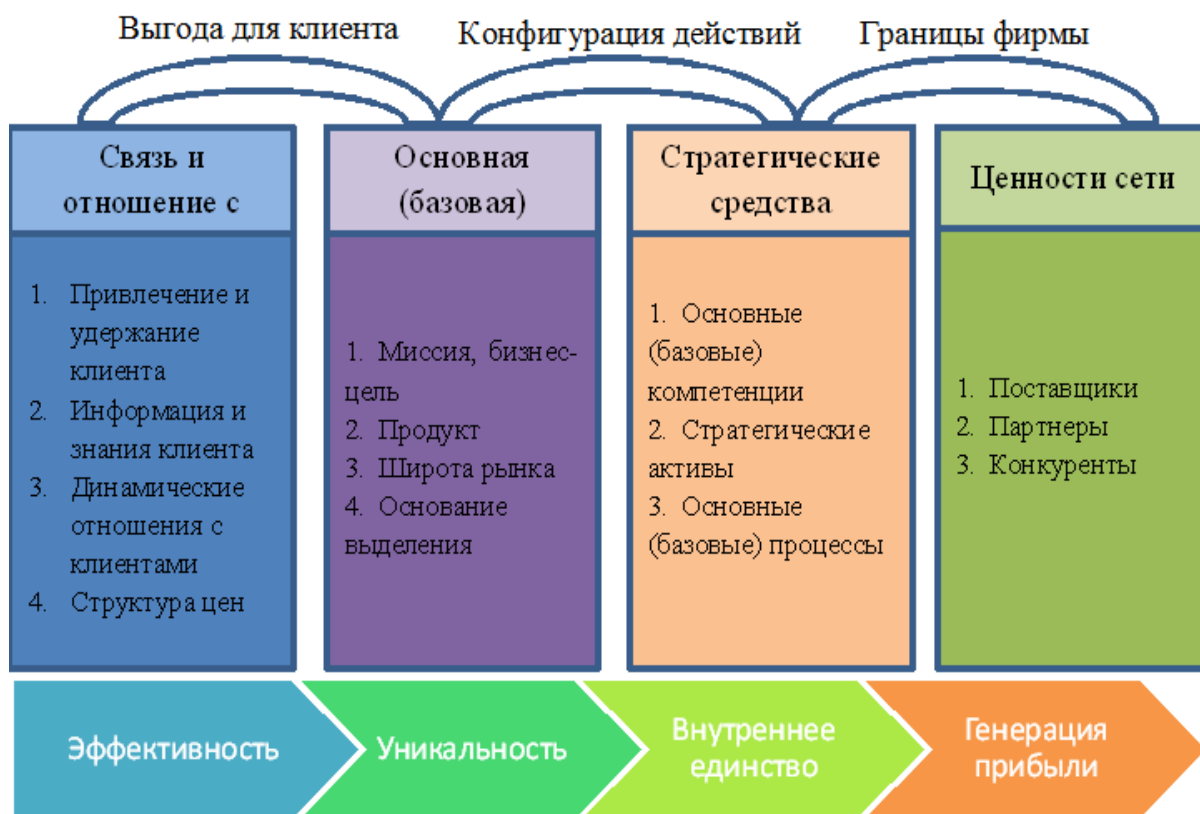 Выгода для клиента
Конфигурация действий
Границы фирмы
Связь и
отношение с
1. Привлечение и
удержание
клиента
2. Информация и
знания клиента
3. Динамические
отношения с
клиентами
4. Структура цен
Основная
(базовая)
1. Миссия, бизнес-
цель
2. Продукт
3. Широта рынка
4. Основание
выделения
Стратегические
средства
1. Основные
(базовые)
компетенции
2. Стратегические
активы
3. Основные
(базовые) процессы
Ценности сети
1. Поставщики
2. Партнеры
3. Конкуренты
Эффективность
Уникальность
Внутреннее
единство
Генерация
прибыли